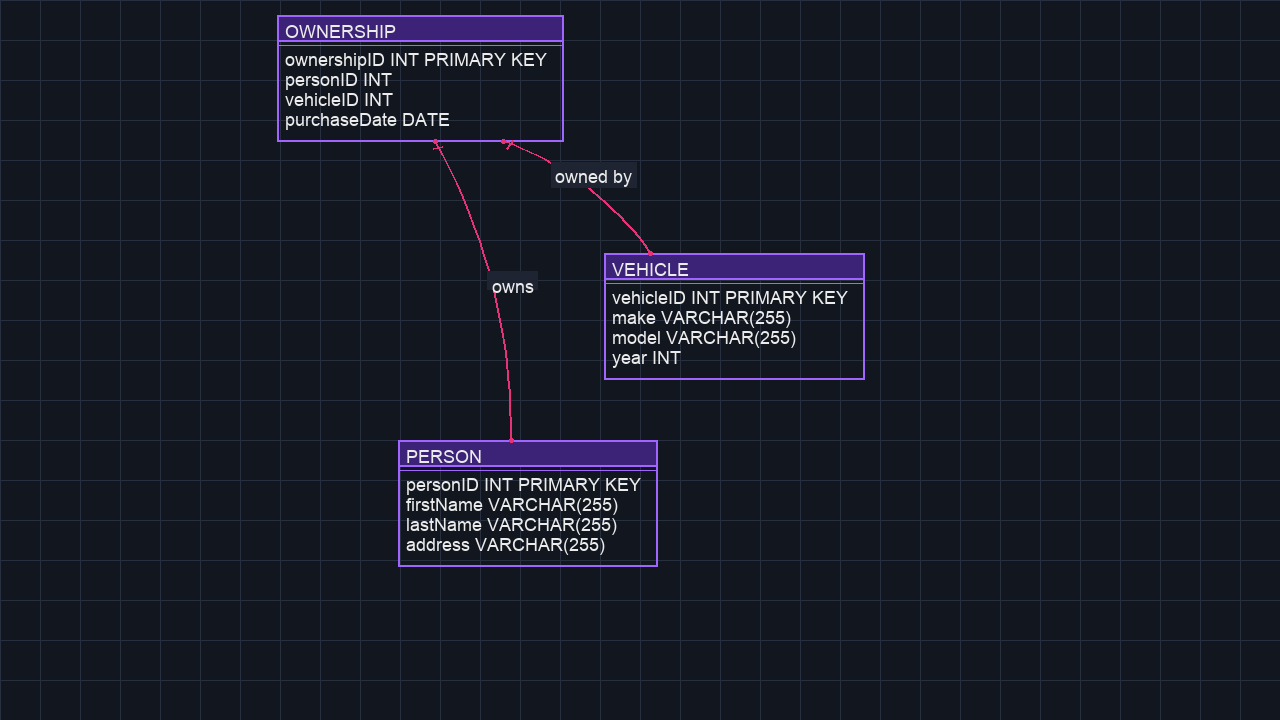 OWNERSHIP
ownershipID INT PRIMARY KEY
personID INT
vehicleID INT
purchaseDate DATE
owned by
owns
VEHICLE
vehicleID INT PRIMARY KEY
make VARCHAR(255)
model VARCHAR(255)
year INT
PERSON
personID INT PRIMARY KEY
firstName VARCHAR(255)
lastName VARCHAR(255)
address VARCHAR(255)